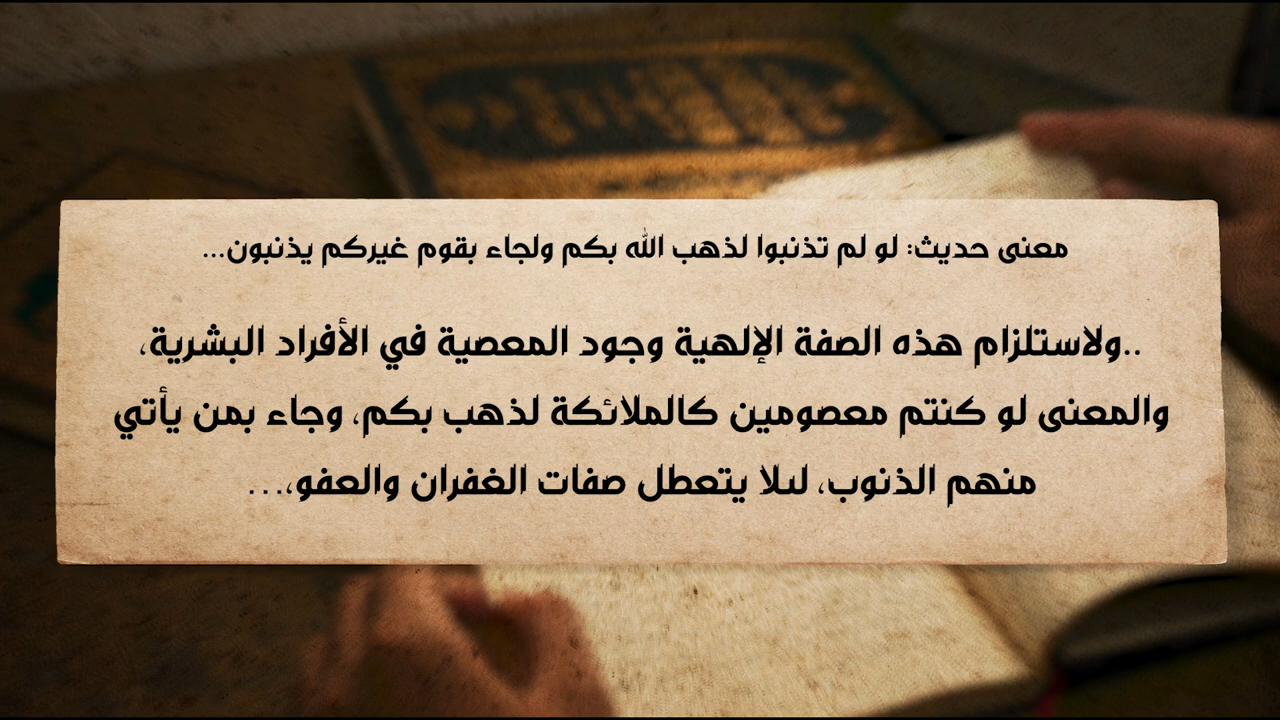 معنى حديث: لو لم تذنبوا لذهب الله بكم ولجاء بقوم غيركم يذنبون...
..ولاستلزام هذه الصفة الإلهية وجود المعصية في الأفراد البشرية،
والمعنى لو كنتم معصومين كالملائكة لذهب بكم، وجاء بمن يأتي
منهم الذنوب، لىلا يتعطل صفات الغفران والعفو،...